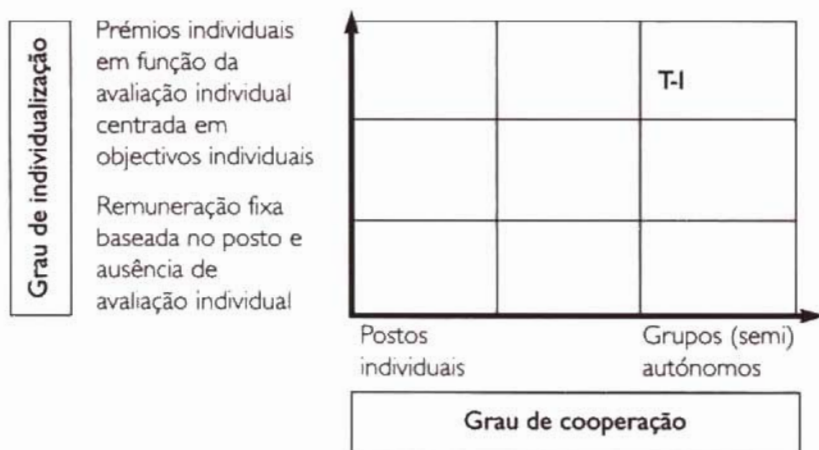 Grau de individualização
Prémios individuais
em função da
avaliação individual
centrada em
objectivos individuais
Remuneração fixa
baseada no posto e
ausência de
avaliação individual
T-I
Postos
individuais
Grupos (semi)
autónomos
Grau de cooperação